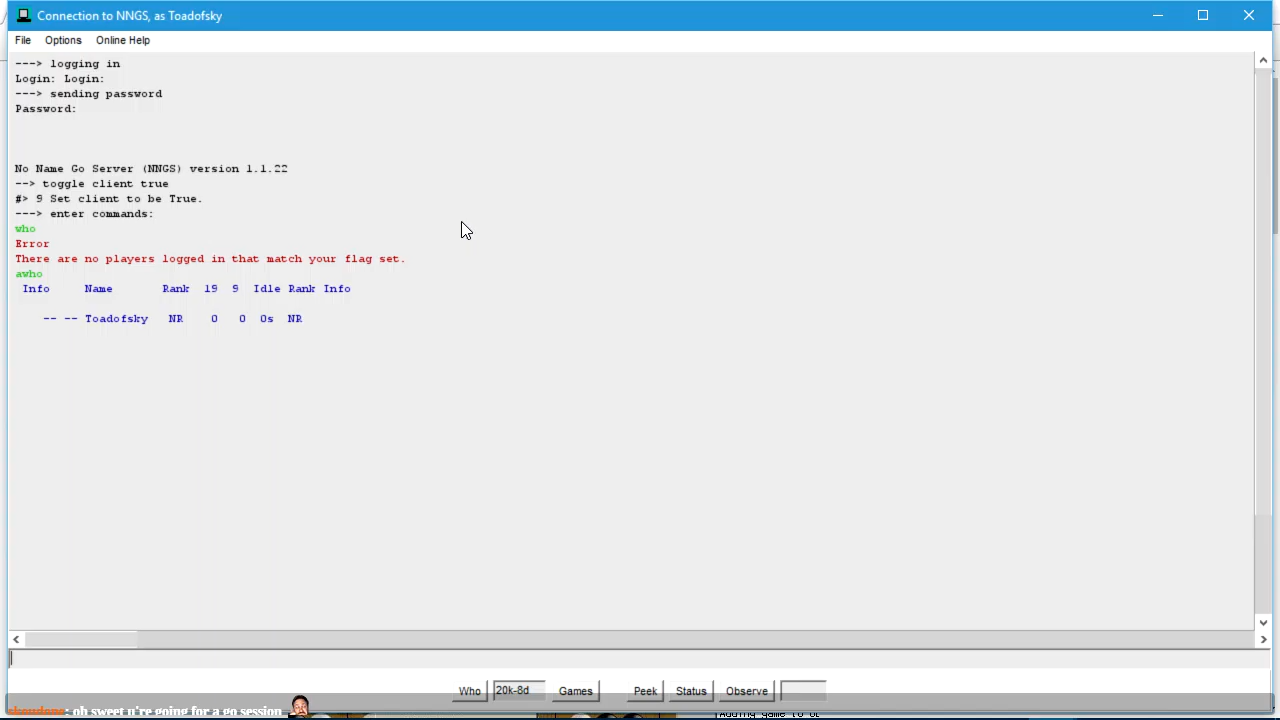 Connection to NNGS, as Toadofsky
File Options Online Help
---> logging in
Login: Login:
---> sending password
Password:
No Name Go Server (NNGS) version 1.1.22
--> toggle client true
#> 9 Set client to be True.
---> enter commands:
who
Error
There are no players logged in that match your flag set.
awho
Info Name Rank 19 9 Idle Rank Info
-- -- Toadofsky NR 0 0 0s NR
Who 20k-8d Games Peek Status Observe
: oh sweet u're going for a go session